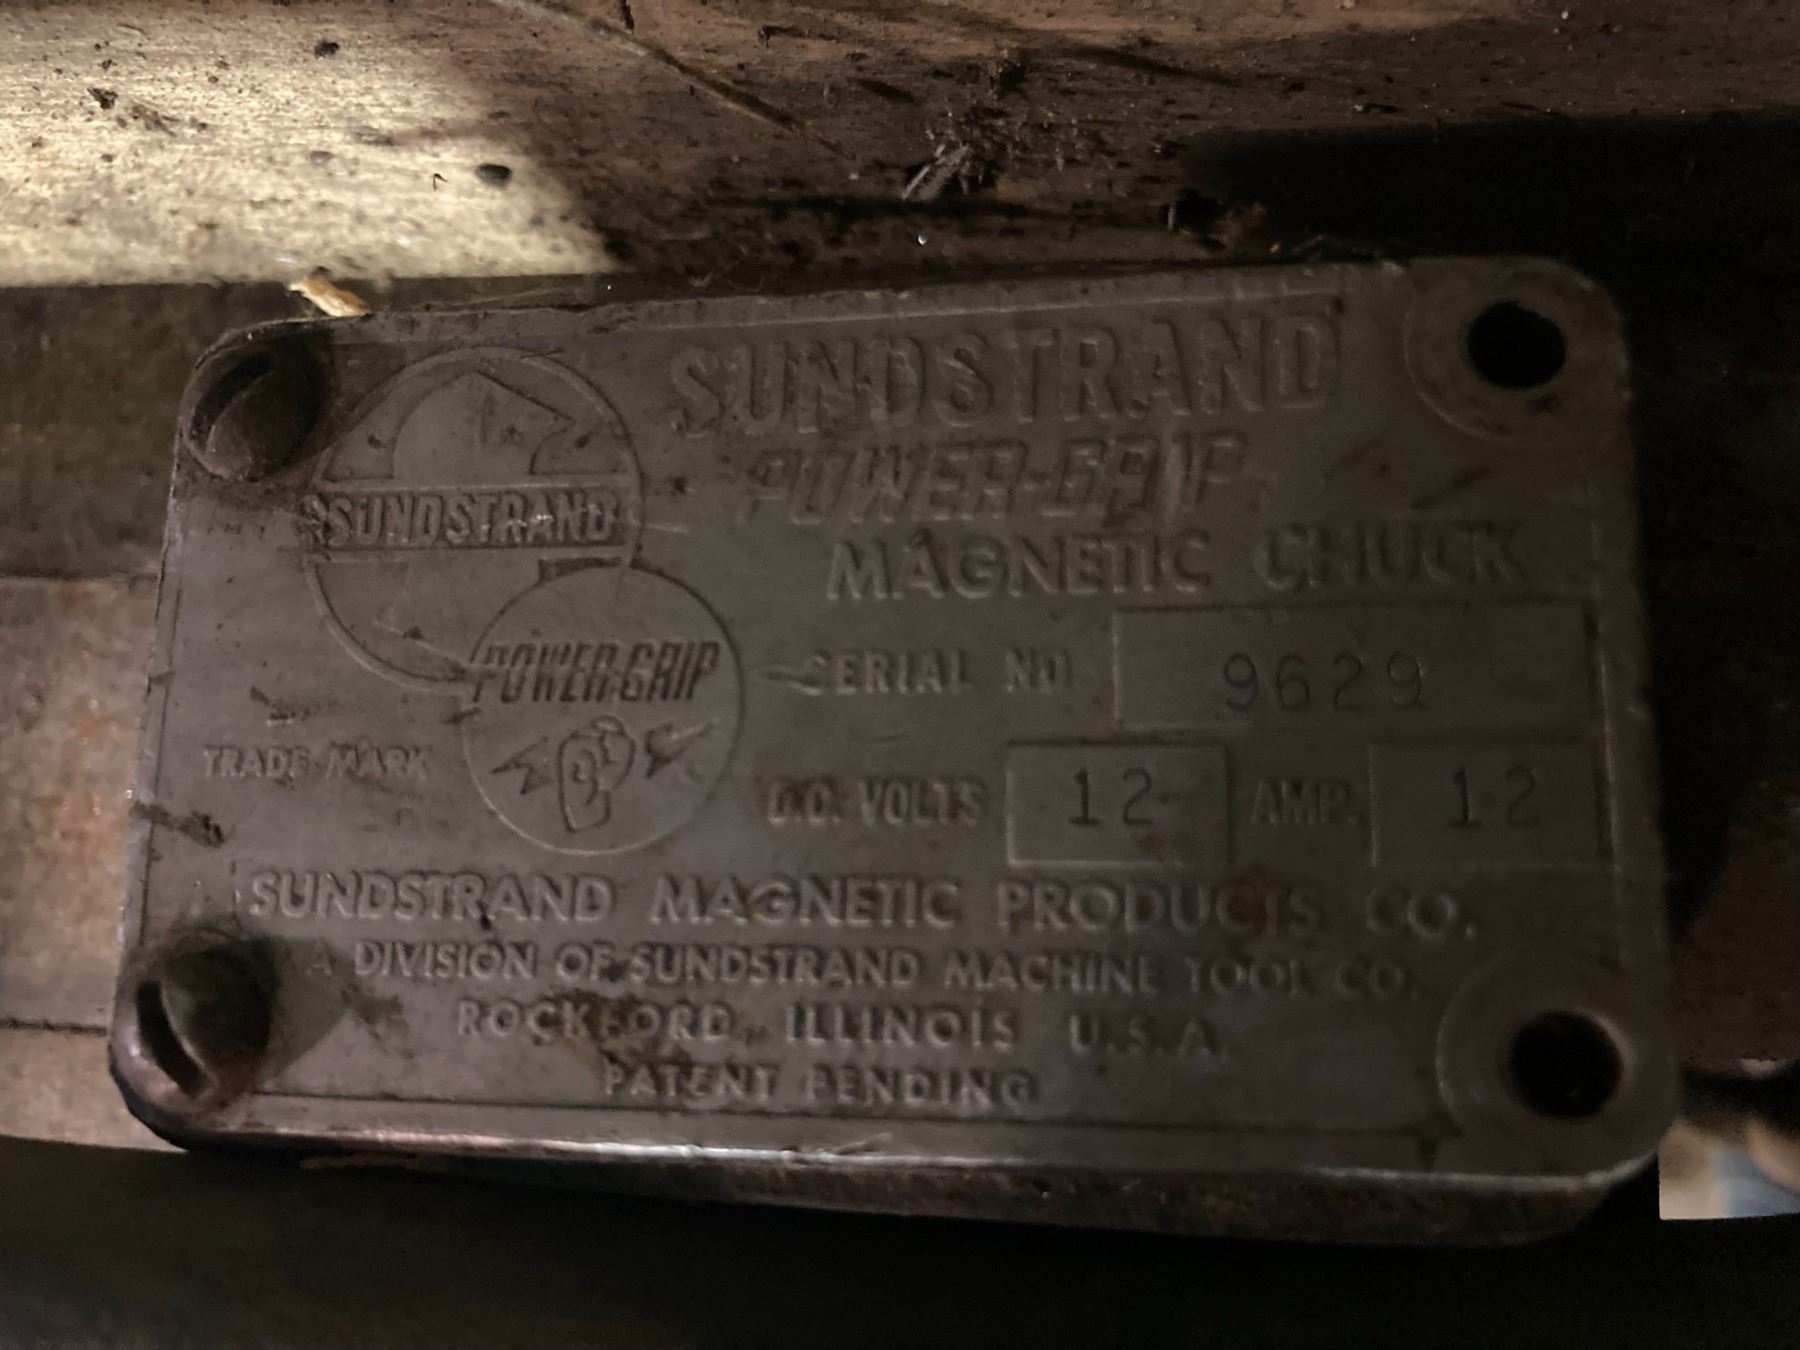 SUNDSTRAND
POWER-GRIP
MAGNETIC CHUCK
SUNDSTRAND
POWER-GRIP
TRADE MARK
SERIAL NO. 9629
D.C. VOLTS 12 AMP. 12
SUNDSTRAND MAGNETIC PRODUCTS CO.
A DIVISION OF SUNDSTRAND MACHINE TOOL CO.
ROCKFORD, ILLINOIS U.S.A.
PATENT PENDING